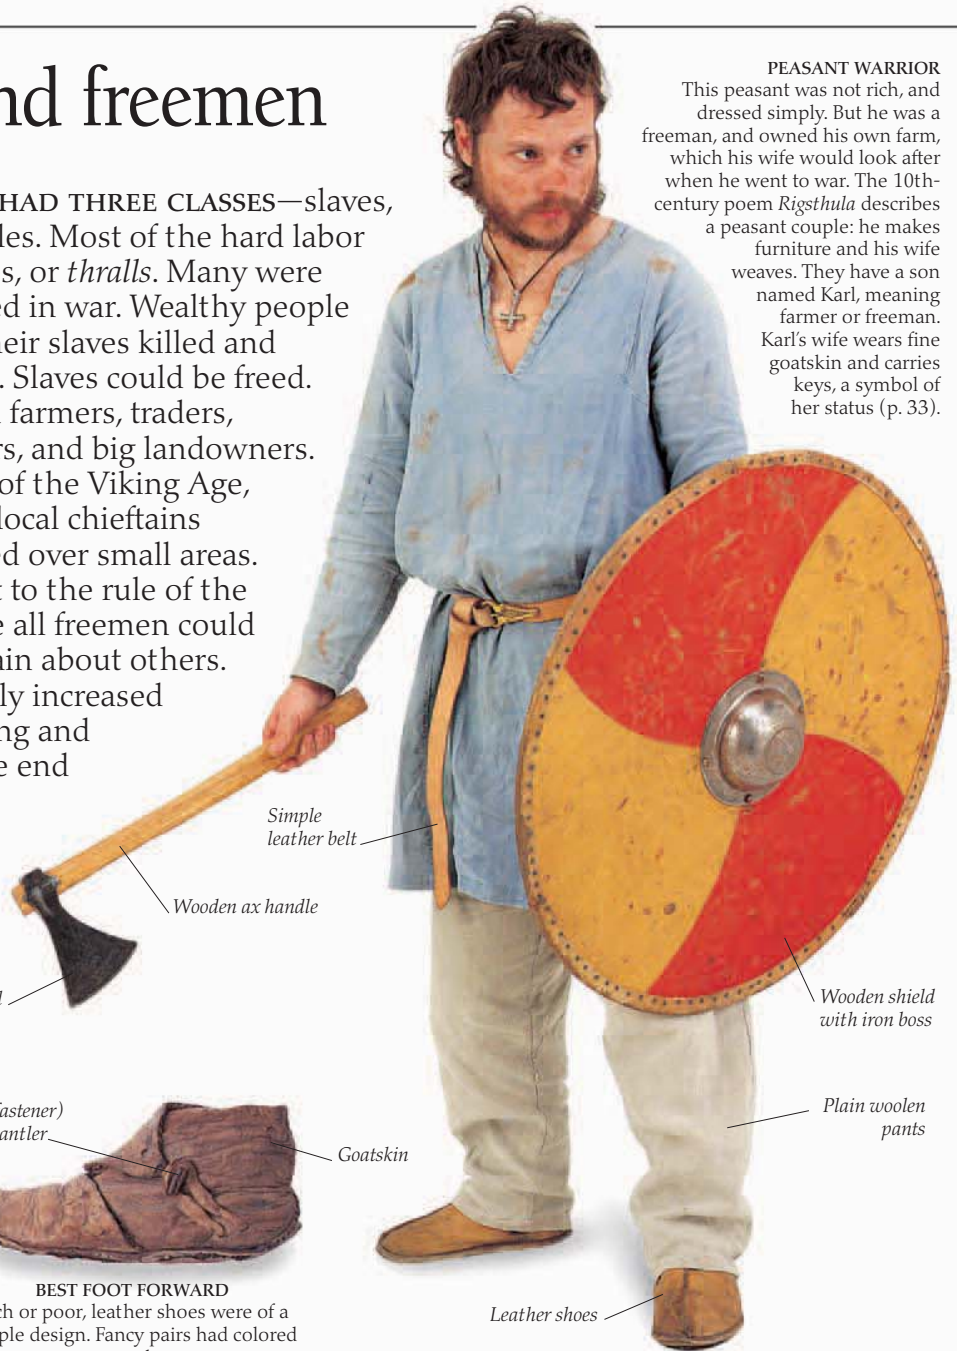 nd freemen
HAD THREE CLASSES—slaves,
les. Most of the hard labor
s, or thralls. Many were
ed in war. Wealthy people
heir slaves killed and
. Slaves could be freed.
farmers, traders,
rs, and big landowners.
of the Viking Age,
local chieftains
ed over small areas.
t to the rule of the
e all freemen could
ain about others.
ly increased
ng and
e end
PEASANT WARRIOR
This peasant was not rich, and
dressed simply. But he was a
freeman, and owned his own farm,
which his wife would look after
when he went to war. The 10th-
century poem Rigsthula describes
a peasant couple: he makes
furniture and his wife
weaves. They have a son
named Karl, meaning
farmer or freeman.
Karl’s wife wears fine
goatskin and carries
keys, a symbol of
her status (p. 33).
Simple
leather belt
Wooden ax handle
Wooden shield
with iron boss
Plain woolen
pants
fastener)
antler
Goatskin
Leather shoes
BEST FOOT FORWARD
ch or poor, leather shoes were of a
ple design. Fancy pairs had colored